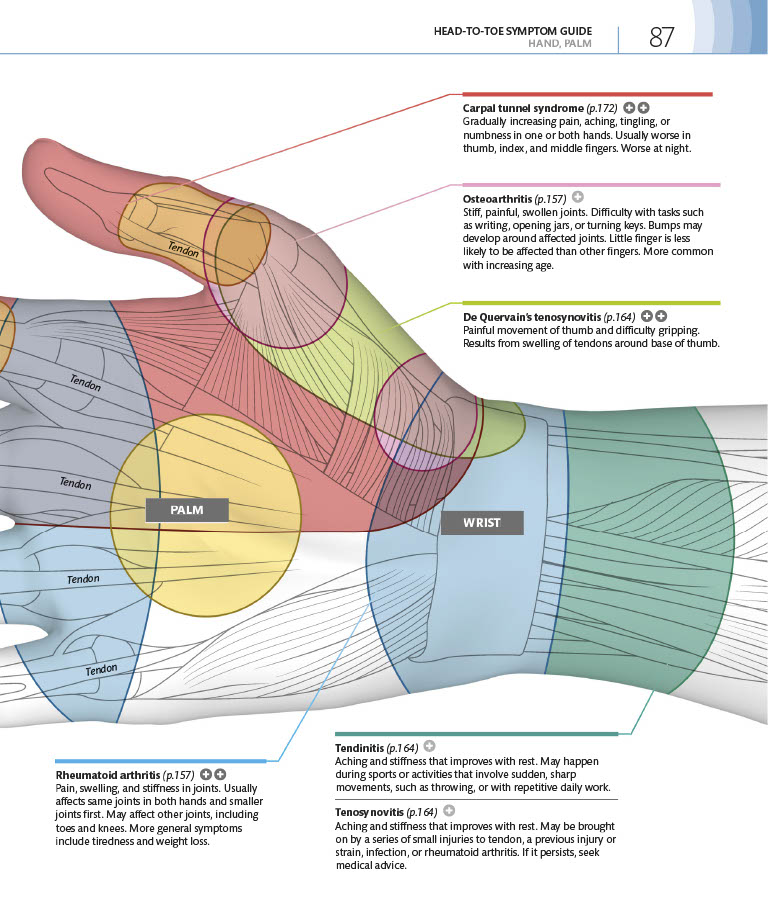 HEAD-TO-TOE SYMPTOM GUIDE
HAND, PALM
87
Carpal tunnel syndrome (p.172)
Gradually increasing pain, aching, tingling, or
numbness in one or both hands. Usually worse in
thumb, index, and middle fingers. Worse at night.
Osteoarthritis (p.157)
Stiff, painful, swollen joints. Difficulty with tasks such
as writing, opening jars, or turning keys. Bumps may
develop around affected joints. Little finger is less
likely to be affected than other fingers. More common
with increasing age.
De Quervain's tenosynovitis (p.164)
Painful movement of thumb and difficulty gripping.
Results from swelling of tendons around base of thumb.
Tendon
Tendon
Tendon
PALM
WRIST
Tendon
Tendon
Rheumatoid arthritis (p.157)
Pain, swelling, and stiffness in joints. Usually
affects same joints in both hands and smaller
joints first. May affect other joints, including
toes and knees. More general symptoms
include tiredness and weight loss.
Tendinitis (p.164)
Aching and stiffness that improves with rest. May happen
during sports or activities that involve sudden, sharp
movements, such as throwing, or with repetitive daily work.
Tenosynovitis (p.164)
Aching and stiffness that improves with rest. May be brought
on by a series of small injuries to tendon, a previous injury or
strain, infection, or rheumatoid arthritis. If it persists, seek
medical advice.